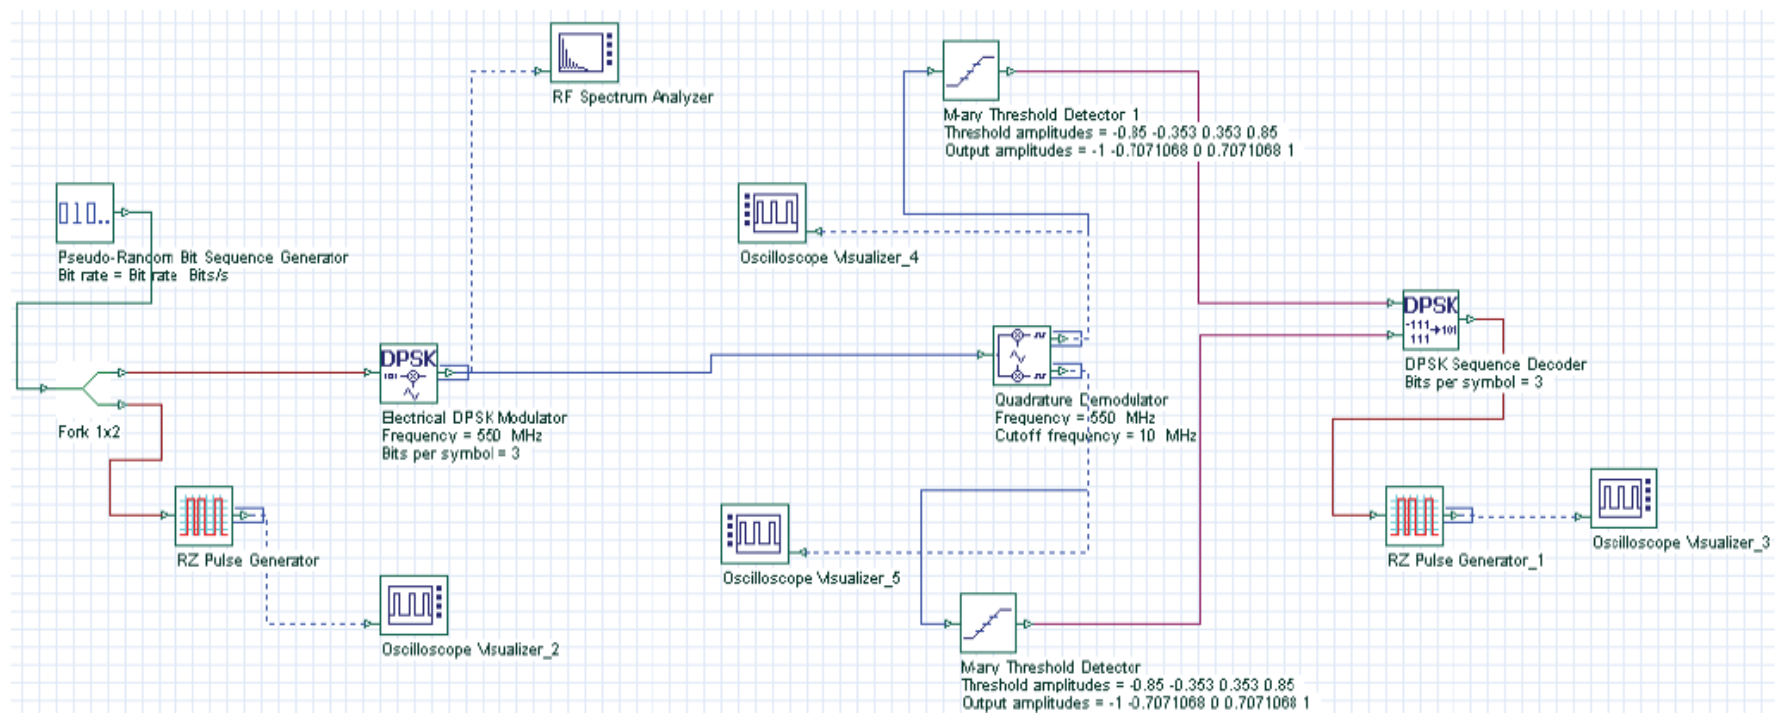 RF Spectrum Analyzer
M-ary Threshold Detector 1
Threshold amplitudes = -0.85 -0.353 0.353 0.85
Output amplitudes = -1 -0.7071068 0 0.7071068 1
010..
Pseudo-Random Bit Sequence Generator
Bit rate = Bit rate Bits/s
Oscilloscope Visualizer_4
DPSK
-111
→101
111
DPSK Sequence Decoder
Bits per symbol = 3
DPSK
101
Electrical DPSK Modulator
Frequency = 550 MHz
Bits per symbol = 3
Quadrature Demodulator
Frequency = 550 MHz
Cutoff frequency = 10 MHz
Fork 1x2
RZ Pulse Generator
Oscilloscope Visualizer_5
RZ Pulse Generator_1
Oscilloscope Visualizer_3
Oscilloscope Visualizer_2
M-ary Threshold Detector
Threshold amplitudes = -0.85 -0.353 0.353 0.85
Output amplitudes = -1 -0.7071068 0 0.7071068 1